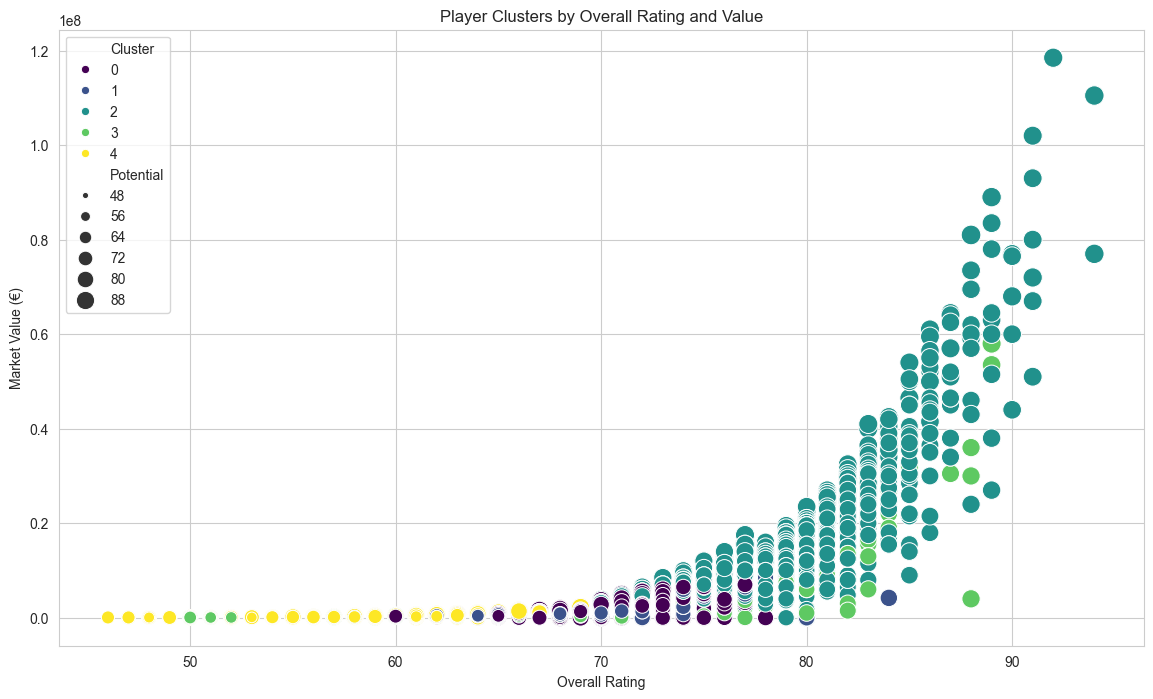 Player Clusters by Overall Rating and Value
1e8
Cluster
0
1
2
3
4
Potential
48
56
64
72
80
88
1.2
1.0
0.8
0.6
0.4
0.2
0.0
Market Value (€)
50 60 70 80 90
Overall Rating